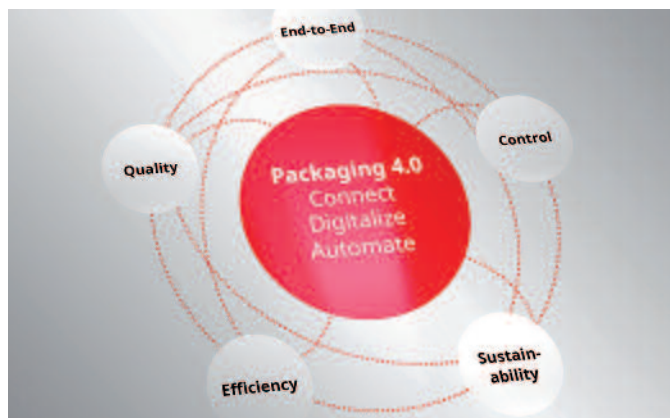 End-to-End
Control
Quality
Packaging 4.0
Connect
Digitalize
Automate
Sustain-
ability
Efficiency